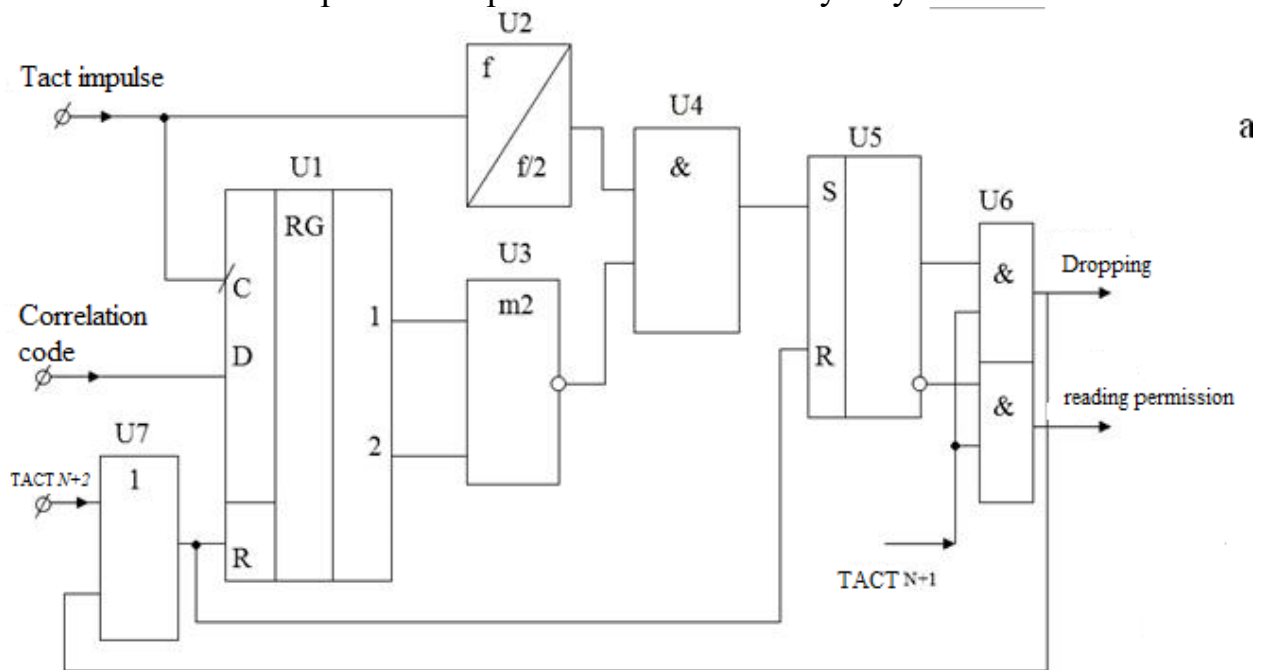 U2
Tact impulse
f
f/2
U4
&
a
U5
U1
RG
S
U6
U3
m2
&
Dropping
C
1
Correlation
code
D
R
&
reading permission
U7
2
TACT N+2
1
R
TACT N+1